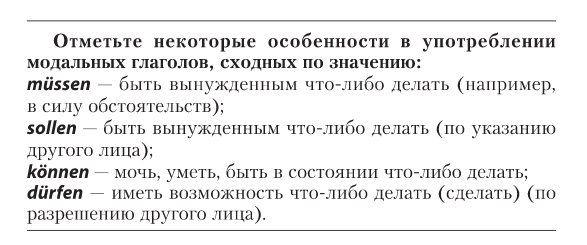 Отметьте некоторые особенности в употреблении
модальных глаголов, сходных по значению:
müssen — быть вынужденным что-либо делать (например,
в силу обстоятельств);
sollen — быть вынужденным что-либо делать (по указанию
другого лица);
können — мочь, уметь, быть в состоянии что-либо делать;
dürfen — иметь возможность что-либо делать (сделать) (по
разрешению другого лица).